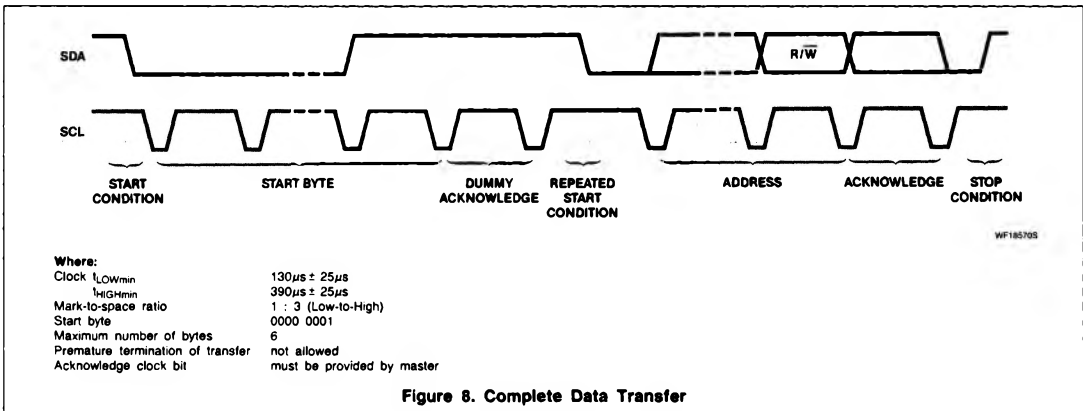 SDA
R/W̅
SCL
START CONDITION
START BYTE
DUMMY ACKNOWLEDGE
REPEATED START CONDITION
ADDRESS
ACKNOWLEDGE
STOP CONDITION
WF18570S
Where:
Clock tLOWmin 130µs ± 25µs
tHIGHmin 390µs ± 25µs
Mark-to-space ratio 1 : 3 (Low-to-High)
Start byte 0000 0001
Maximum number of bytes 6
Premature termination of transfer not allowed
Acknowledge clock bit must be provided by master
Figure 8. Complete Data Transfer